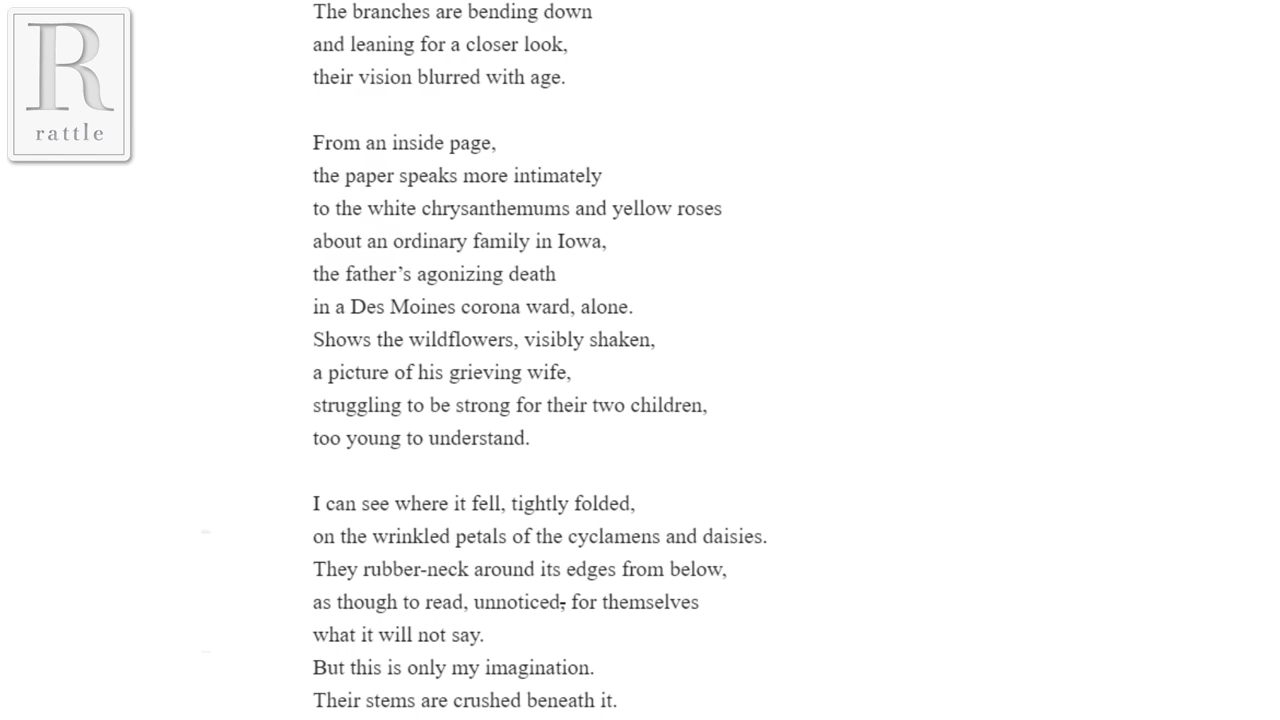 R
rattle
The branches are bending down
and leaning for a closer look,
their vision blurred with age.
From an inside page,
the paper speaks more intimately
to the white chrysanthemums and yellow roses
about an ordinary family in Iowa,
the father’s agonizing death
in a Des Moines corona ward, alone.
Shows the wildflowers, visibly shaken,
a picture of his grieving wife,
struggling to be strong for their two children,
too young to understand.
I can see where it fell, tightly folded,
on the wrinkled petals of the cyclamens and daisies.
They rubber-neck around its edges from below,
as though to read, unnoticed, for themselves
what it will not say.
But this is only my imagination.
Their stems are crushed beneath it.